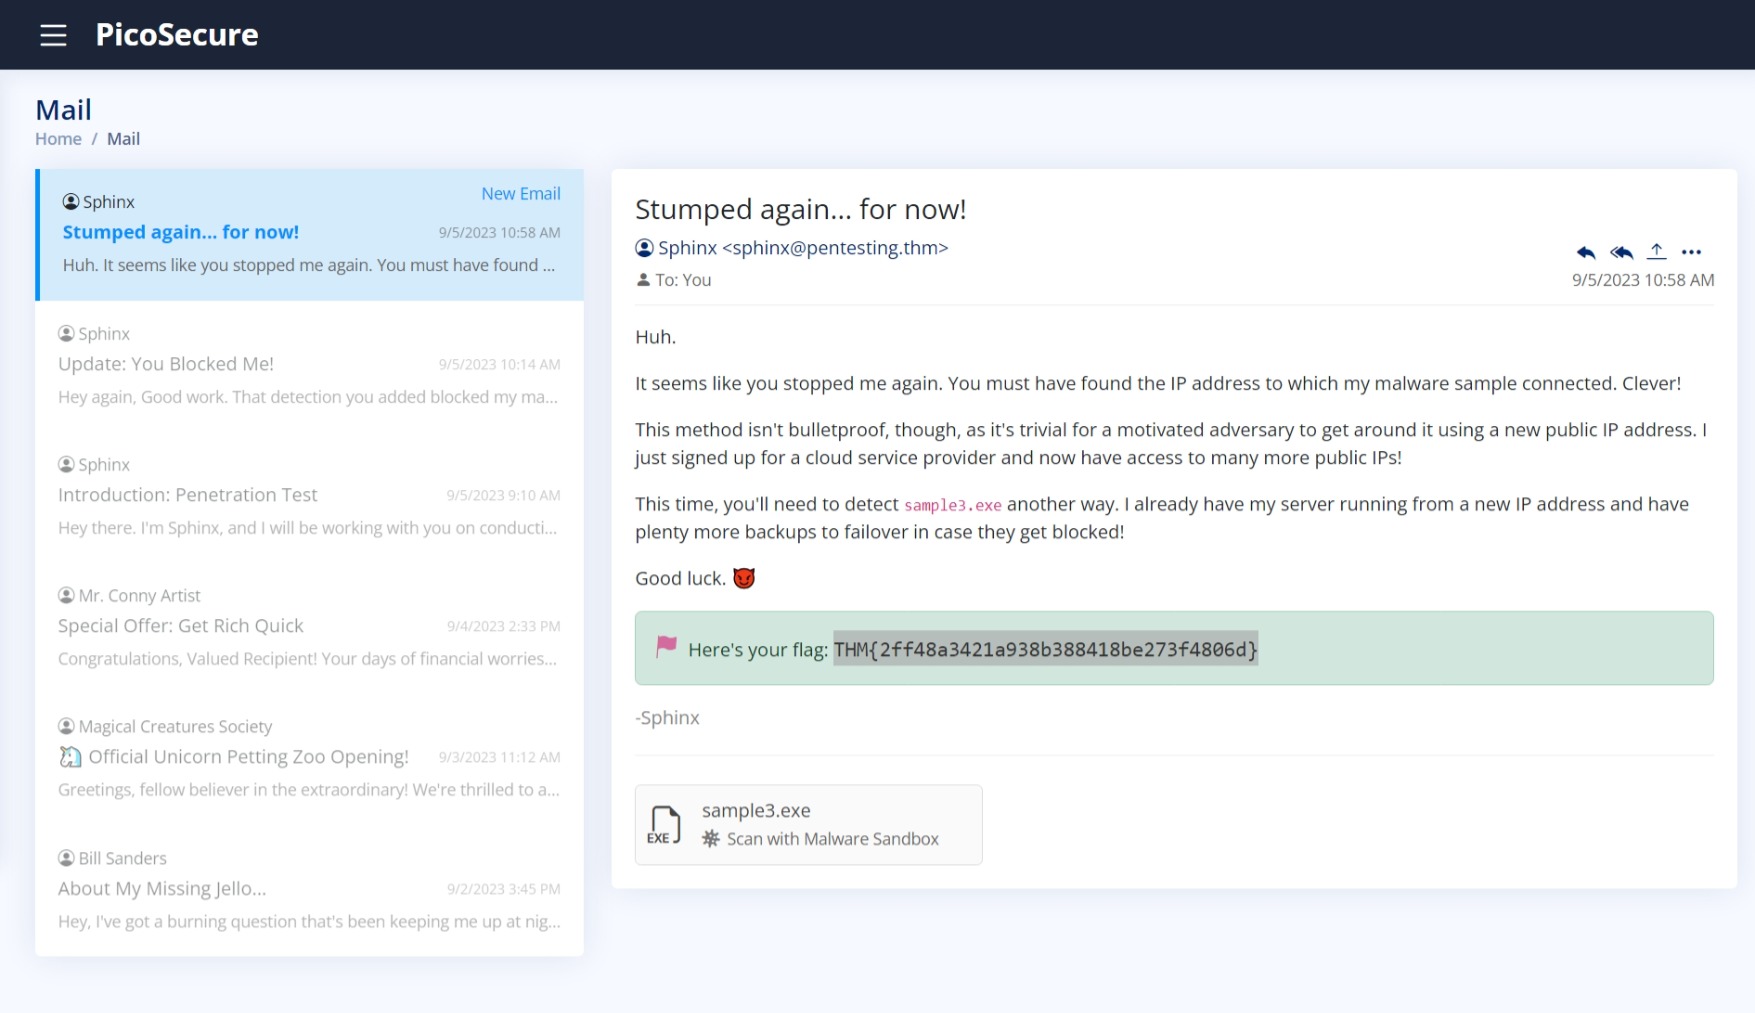 PicoSecure
Mail
Home / Mail
Sphinx
New Email
Stumped again... for now!
9/5/2023 10:58 AM
Huh. It seems like you stopped me again. You must have found ...
Sphinx
Update: You Blocked Me!
9/5/2023 10:14 AM
Hey again, Good work. That detection you added blocked my ma...
Sphinx
Introduction: Penetration Test
9/5/2023 9:10 AM
Hey there. I'm Sphinx, and I will be working with you on conducti...
Mr. Conny Artist
Special Offer: Get Rich Quick
9/4/2023 2:33 PM
Congratulations, Valued Recipient! Your days of financial worries...
Magical Creatures Society
Official Unicorn Petting Zoo Opening!
9/3/2023 11:12 AM
Greetings, fellow believer in the extraordinary! We're thrilled to a...
Bill Sanders
About My Missing Jello...
9/2/2023 3:45 PM
Hey, I've got a burning question that's been keeping me up at nig...
Stumped again... for now!
Sphinx <sphinx@pentesting.thm>
To: You
9/5/2023 10:58 AM
Huh.
It seems like you stopped me again. You must have found the IP address to which my malware sample connected. Clever!
This method isn't bulletproof, though, as it's trivial for a motivated adversary to get around it using a new public IP address. I
just signed up for a cloud service provider and now have access to many more public IPs!
This time, you'll need to detect sample3.exe another way. I already have my server running from a new IP address and have
plenty more backups to failover in case they get blocked!
Good luck. 😈
Here's your flag: THM{2ff48a3421a938b388418be273f4806d}
-Sphinx
EXE
sample3.exe
Scan with Malware Sandbox